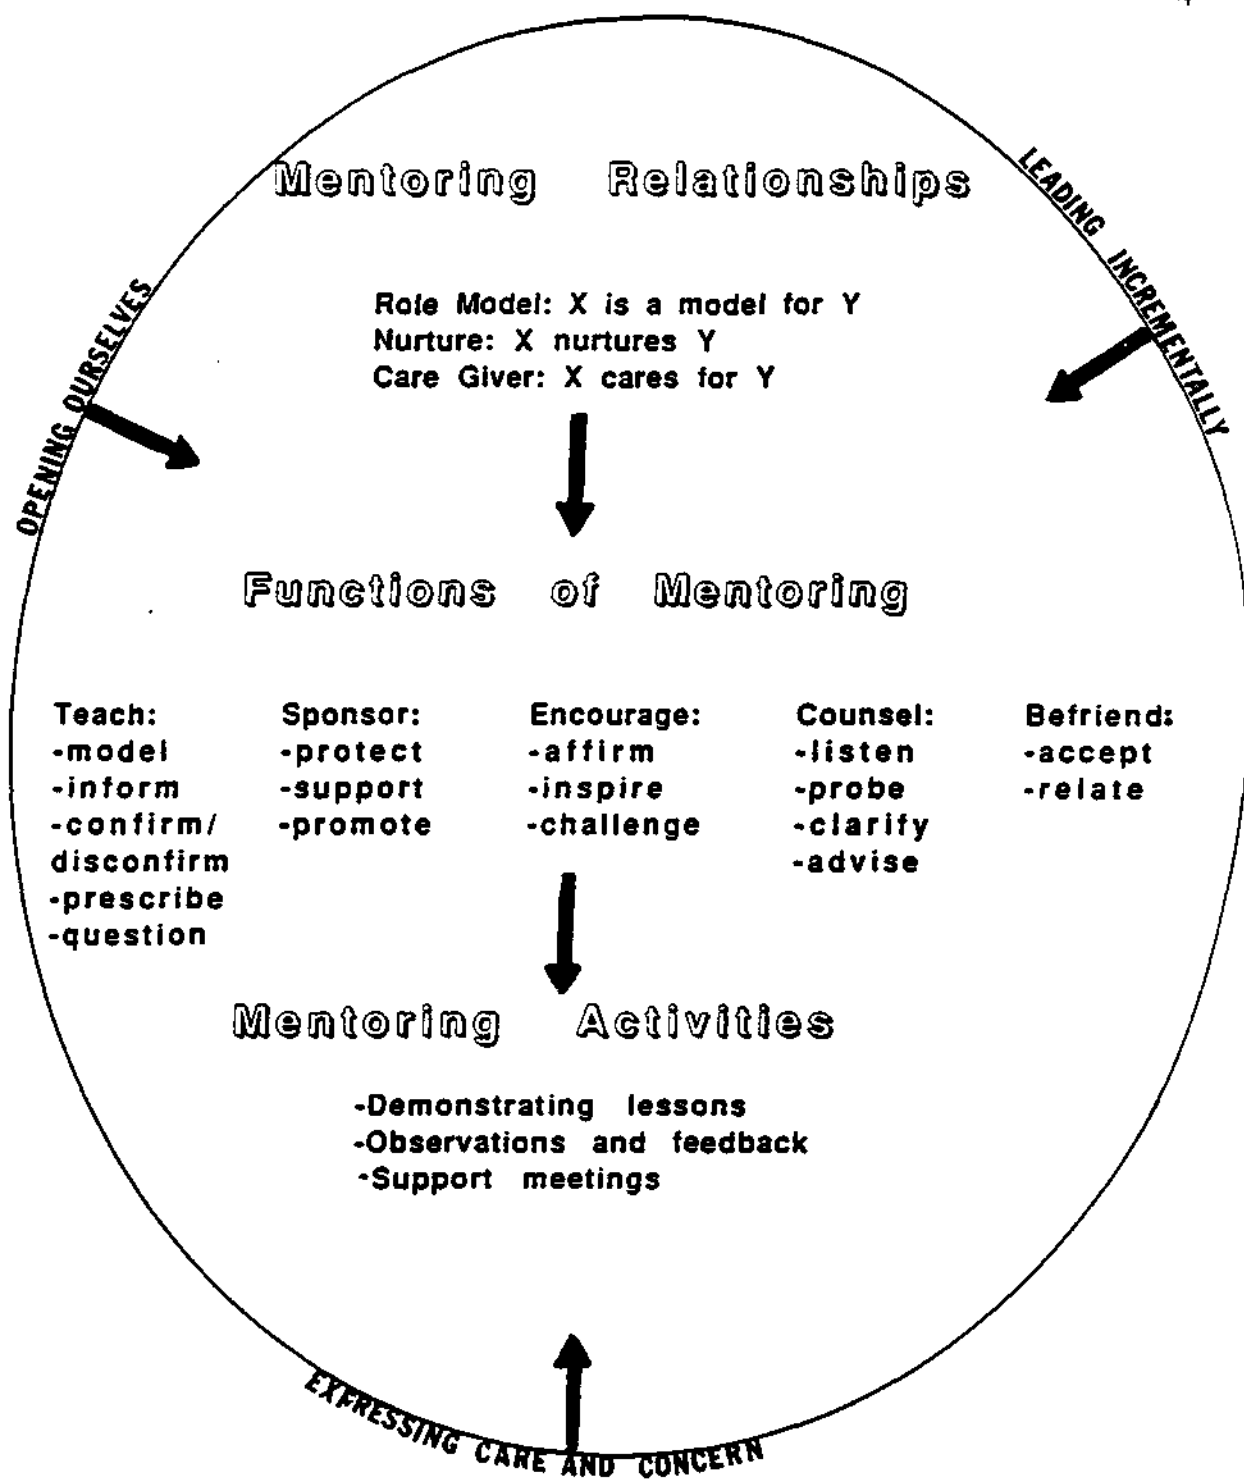 Mentoring Relationships
LEADING INCREMENTALLY
OPENING OURSELVES
Role Model: X is a model for Y
Nurture: X nurtures Y
Care Giver: X cares for Y
Functions of Mentoring
Teach:
-model
-inform
-confirm/
disconfirm
-prescribe
-question
Sponsor:
-protect
-support
-promote
Encourage:
-affirm
-inspire
-challenge
Counsel:
-listen
-probe
-clarify
-advise
Befriend:
-accept
-relate
Mentoring Activities
-Demonstrating lessons
-Observations and feedback
-Support meetings
EXPRESSING CARE AND CONCERN